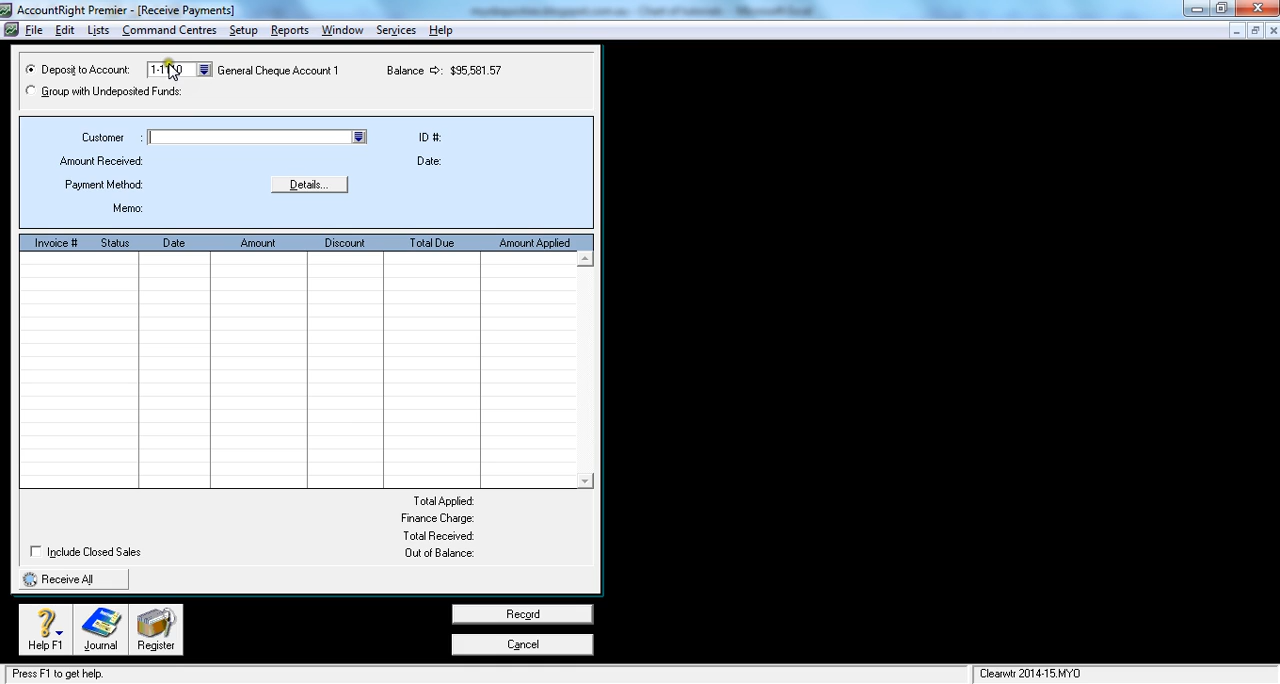 AccountRight Premier - [Receive Payments]
File Edit Lists Command Centres Setup Reports Window Services Help
Deposit to Account: General Cheque Account 1 Balance ⇨: $95,581.57
Group with Undeposited Funds:
Customer : ID #:
Amount Received: Date:
Payment Method: Details...
Memo:
Invoice # Status Date Amount Discount Total Due Amount Applied
Total Applied:
Finance Charge:
Total Received:
Include Closed Sales Out of Balance:
Receive All
Record
Help F1 Journal Register Cancel
Press F1 to get help. Clearwtr 2014-15.MYO